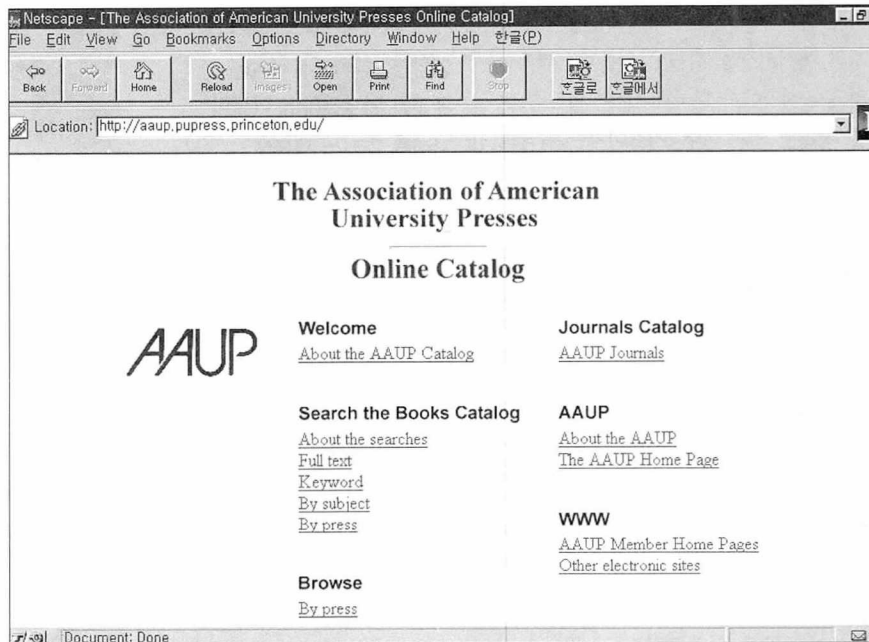 Netscape - [The Association of American University Presses Online Catalog]
File Edit View Go Bookmarks Options Directory Window Help 한글(P)
Back Forward Home Reload Images Open Print Find Stop 흔글로 흔글에서
Location: http://aaup.pupress.princeton.edu/
The Association of American
University Presses
Online Catalog
AAUP
Welcome
About the AAUP Catalog
Search the Books Catalog
About the searches
Full text
Keyword
By subject
By press
Browse
By press
Journals Catalog
AAUP Journals
AAUP
About the AAUP
The AAUP Home Page
WWW
AAUP Member Home Pages
Other electronic sites
Document: Done